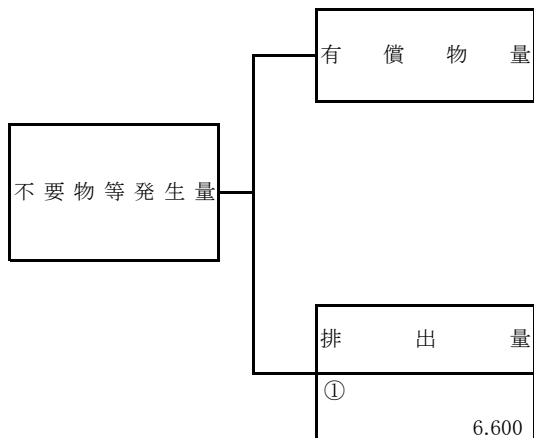 有償物量
不要物等発生量
排出量
①
6.600